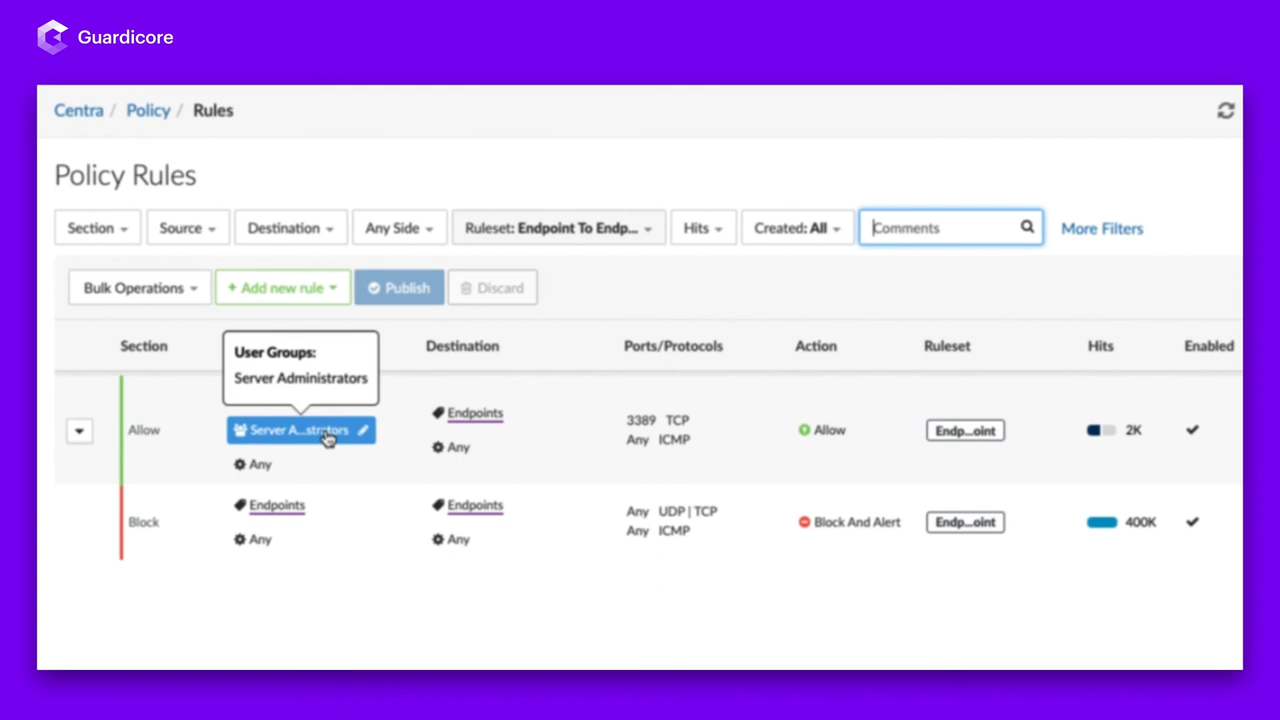 Guardicore
Centra / Policy / Rules
Policy Rules
Section Source Destination Any Side Ruleset: Endpoint To Endp... Hits Created: All Comments More Filters
Bulk Operations + Add new rule Publish Discard
Section Destination Ports/Protocols Action Ruleset Hits Enabled
User Groups:
Server Administrators
Allow Server A...strators Endpoints 3389 TCP Allow Endp...oint 2K
Any Any Any ICMP
Block Endpoints Endpoints Any UDP | TCP Block And Alert Endp...oint 400K
Any Any Any ICMP